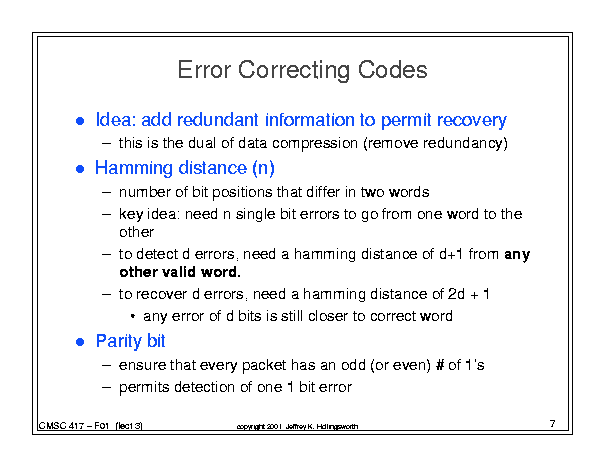 Error Correcting Codes
● Idea: add redundant information to permit recovery
– this is the dual of data compression (remove redundancy)
● Hamming distance (n)
– number of bit positions that differ in two words
– key idea: need n single bit errors to go from one word to the
other
– to detect d errors, need a hamming distance of d+1 from any
other valid word.
– to recover d errors, need a hamming distance of 2d + 1
• any error of d bits is still closer to correct word
● Parity bit
– ensure that every packet has an odd (or even) # of 1's
– permits detection of one 1 bit error
CMSC 417 – F01 (lect 3)
copyright 2001 Jeffrey K. Hollingsworth
7